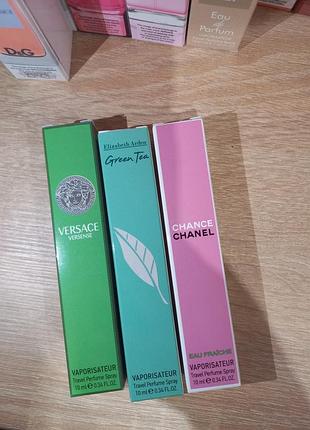 D&G
Eau
de
Parfum
VERSACE
VERSENSE
VAPORISATEUR
Travel Perfume Spray
10 ml ℮ 0.34 FL.OZ.
Elizabeth Arden
Green Tea
VAPORISATEUR
Travel Perfume Spray
10 ml ℮ 0.34 FL.OZ.
CHANCE
CHANEL
EAU FRAÎCHE
VAPORISATEUR
Travel Perfume Spray
10 ml ℮ 0.34 FL.OZ.